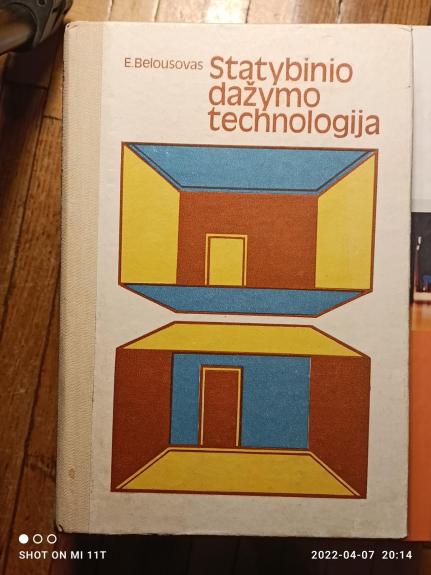 E.Belousovas
Statybinio
dažymo
technologija
SHOT ON MI 11T
2022-04-07 20:14